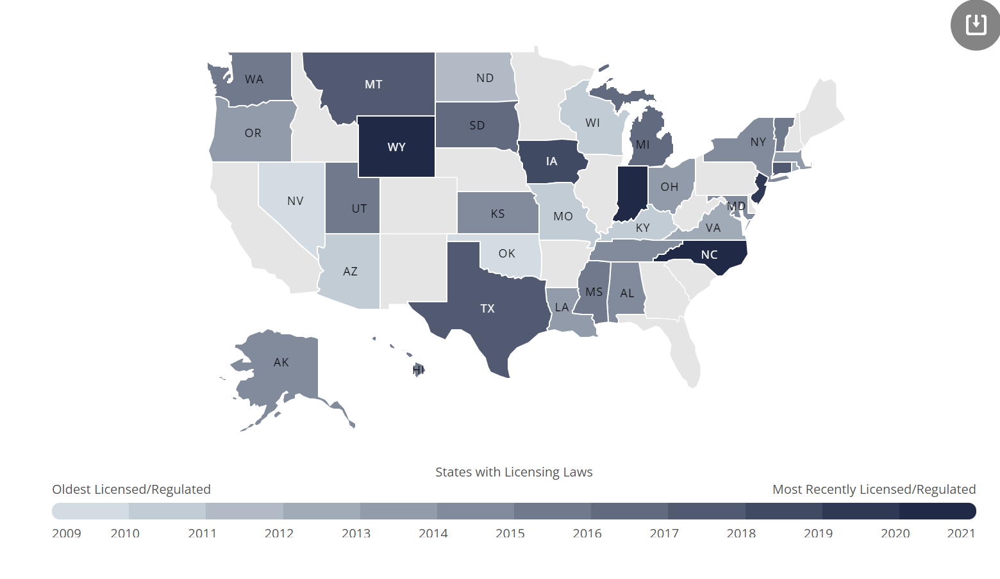 WA
MT
ND
OR
SD
WI
MI
NY
WY
IA
NV
UT
KS
MO
OH
MD
KY
VA
AZ
OK
NC
TX
LA
MS
AL
AK
HI
States with Licensing Laws
Oldest Licensed/Regulated
Most Recently Licensed/Regulated
2009 2010 2011 2012 2013 2014 2015 2016 2017 2018 2019 2020 2021